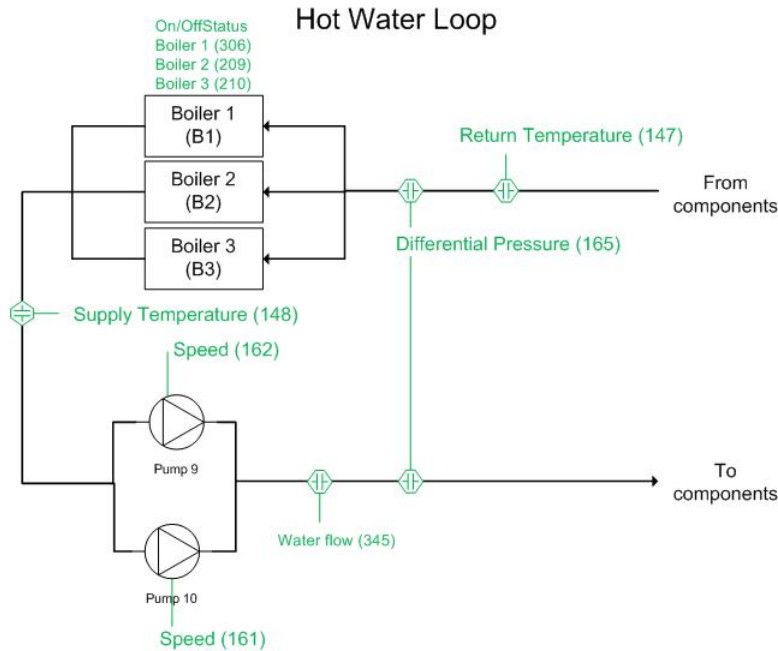 Hot Water Loop
On/OffStatus
Boiler 1 (306)
Boiler 2 (209)
Boiler 3 (210)
Boiler 1
(B1)
Boiler 2
(B2)
Boiler 3
(B3)
Return Temperature (147)
From
components
Differential Pressure (165)
Supply Temperature (148)
Speed (162)
Pump 9
To
components
Water flow (345)
Pump 10
Speed (161)